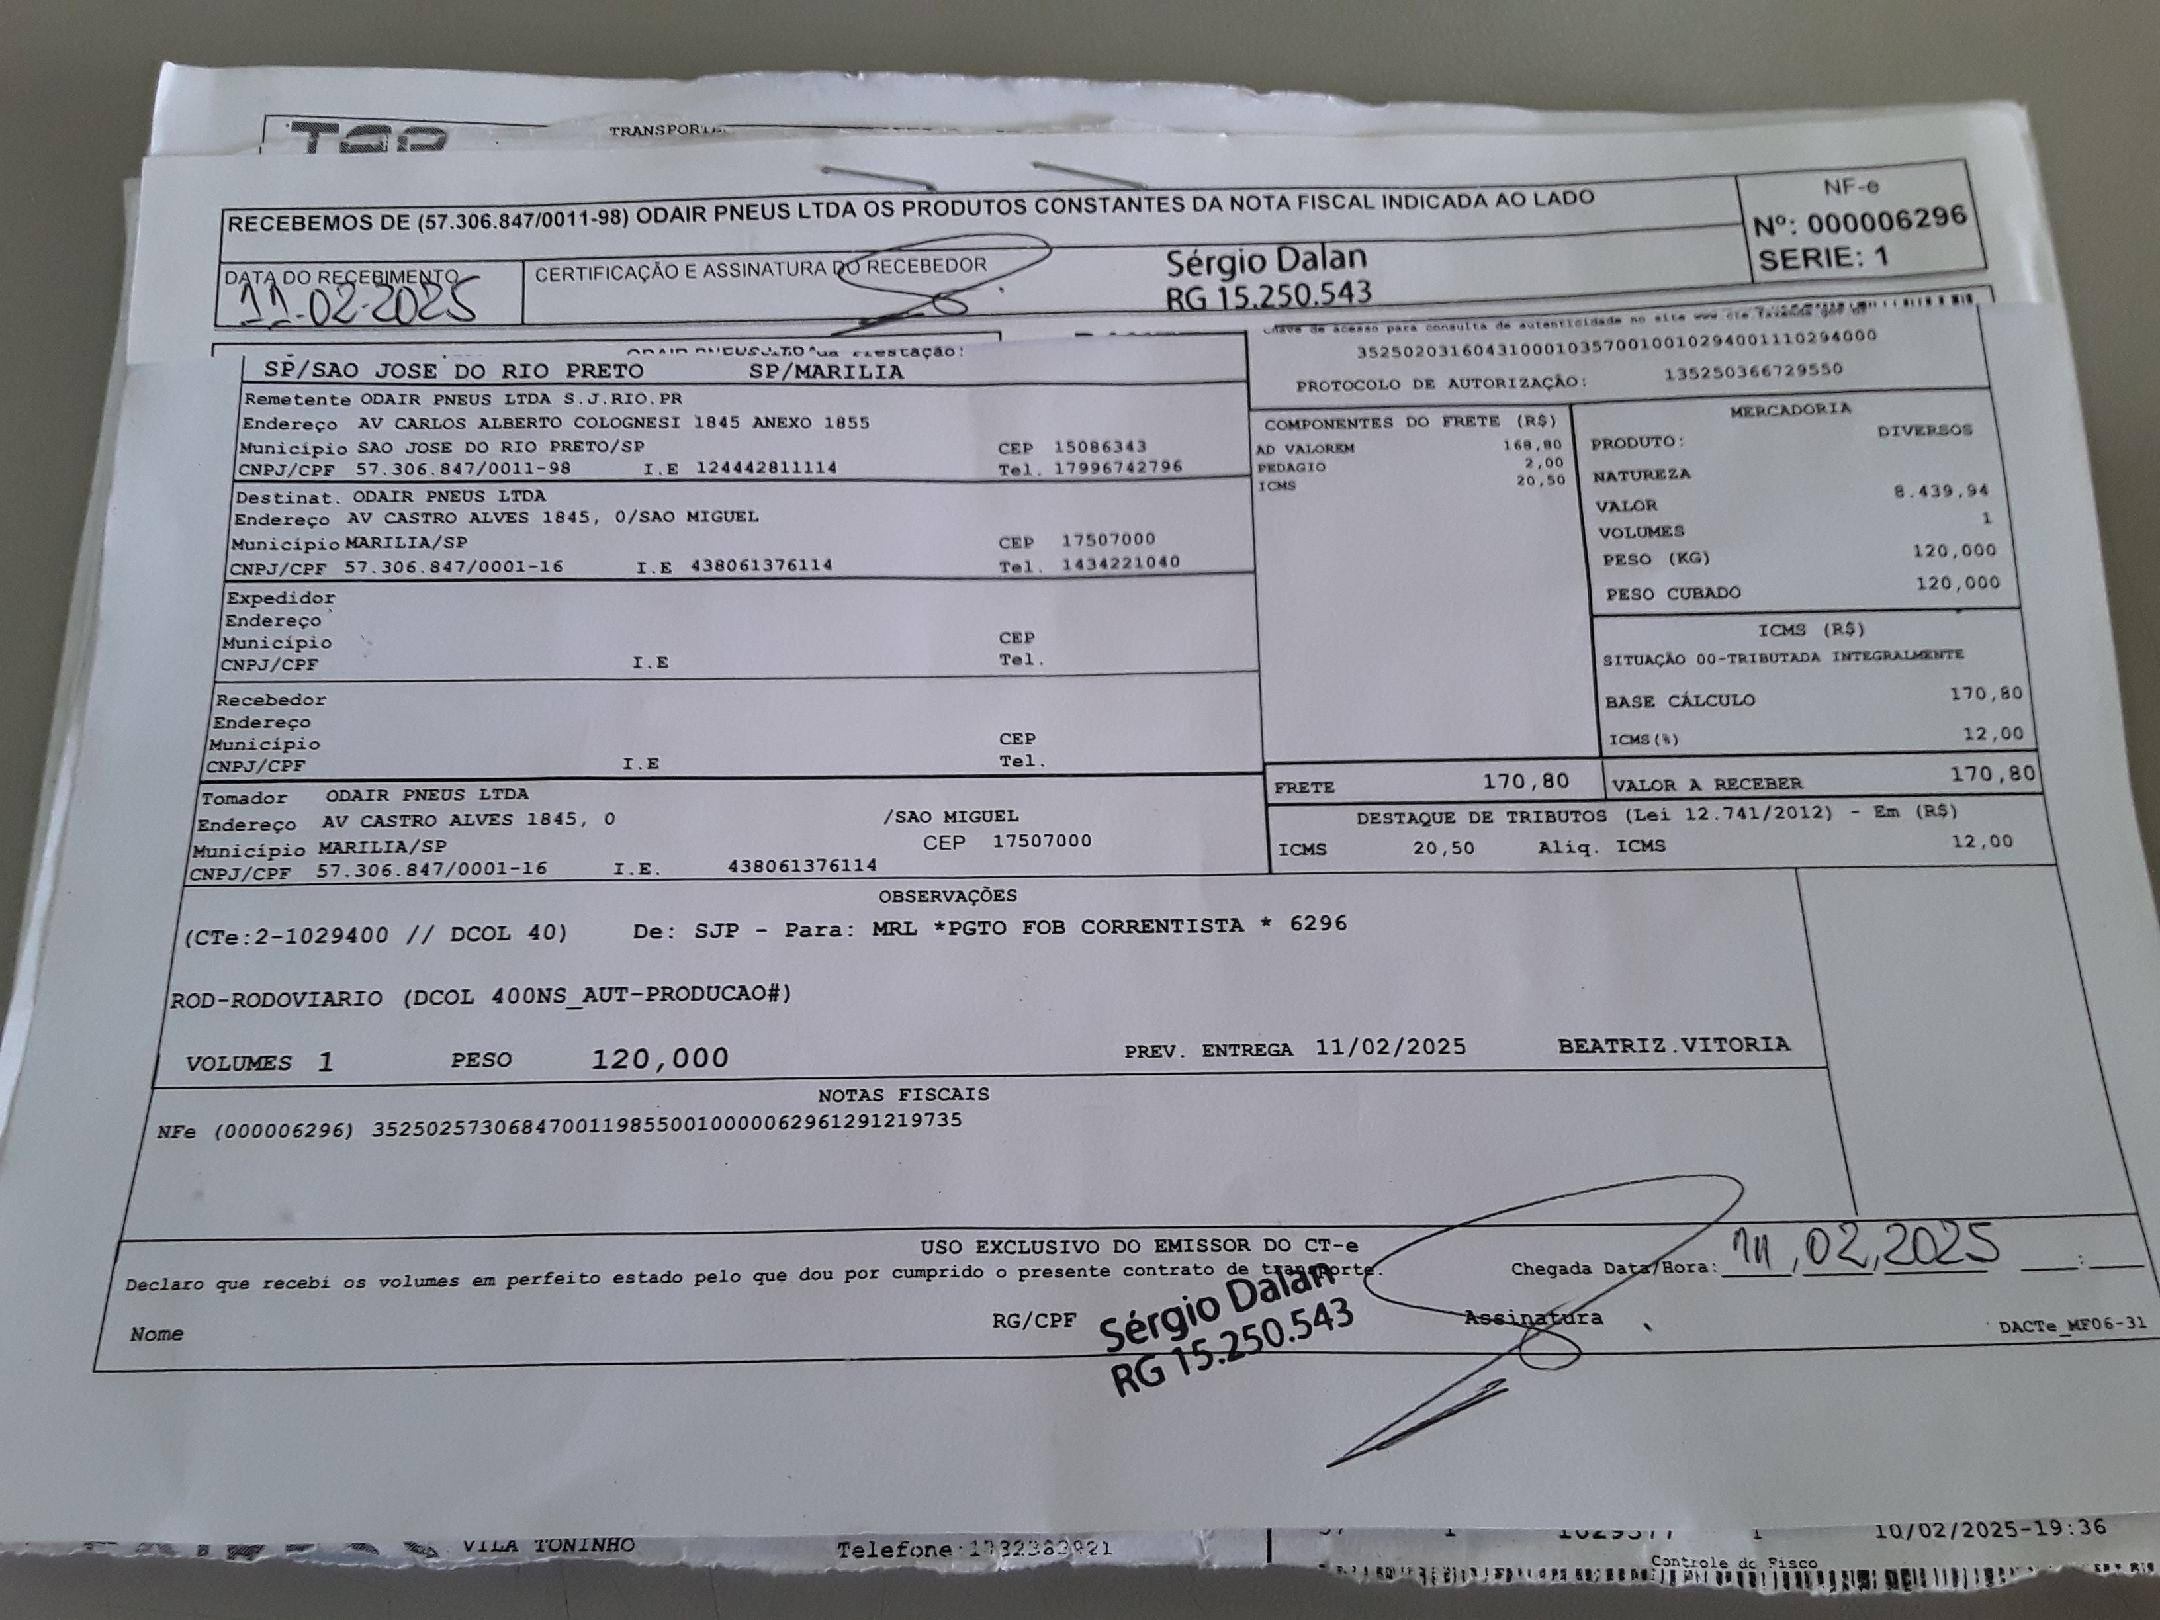 TRANSPORT
RECEBEMOS DE (57.306.847/0011-98) ODAIR PNEUS LTDA OS PRODUTOS CONSTANTES DA NOTA FISCAL INDICADA AO LADO
NF-e
Nº: 000006296
SERIE: 1
DATA DO RECEBIMENTO
11-02-2025
CERTIFICAÇÃO E ASSINATURA DO RECEBEDOR
Sérgio Dalan
RG 15.250.543
Chave de acesso para consulta de autenticidade no site www.cte.fazenda.gov.br
35250203160431000103570010010294001110294000
PROTOCOLO DE AUTORIZAÇÃO: 135250366729550
SP/SAO JOSE DO RIO PRETO SP/MARILIA
Remetente ODAIR PNEUS LTDA S.J.RIO.PR
Endereço AV CARLOS ALBERTO COLOGNESI 1845 ANEXO 1855
Município SAO JOSE DO RIO PRETO/SP CEP 15086343
CNPJ/CPF 57.306.847/0011-98 I.E 124442811114 Tel. 17996742796
Destinat. ODAIR PNEUS LTDA
Endereço AV CASTRO ALVES 1845, 0/SAO MIGUEL
Município MARILIA/SP CEP 17507000
CNPJ/CPF 57.306.847/0001-16 I.E 438061376114 Tel. 1434221040
Expedidor
Endereço
Município CEP
CNPJ/CPF I.E Tel.
Recebedor
Endereço
Município CEP
CNPJ/CPF I.E Tel.
Tomador ODAIR PNEUS LTDA
Endereço AV CASTRO ALVES 1845, 0 /SAO MIGUEL
Município MARILIA/SP CEP 17507000
CNPJ/CPF 57.306.847/0001-16 I.E. 438061376114
COMPONENTES DO FRETE (R$)
AD VALOREM 168,80
PEDAGIO 2,00
ICMS 20,50
MERCADORIA
PRODUTO: DIVERSOS
NATUREZA
VALOR 8.439,94
VOLUMES 1
PESO (KG) 120,000
PESO CUBADO 120,000
ICMS (R$)
SITUAÇÃO 00-TRIBUTADA INTEGRALMENTE
BASE CÁLCULO 170,80
ICMS(%) 12,00
FRETE 170,80 VALOR A RECEBER 170,80
DESTAQUE DE TRIBUTOS (Lei 12.741/2012) - Em (R$)
ICMS 20,50 Aliq. ICMS 12,00
OBSERVAÇÕES
(CTe:2-1029400 // DCOL 40) De: SJP - Para: MRL *PGTO FOB CORRENTISTA * 6296
ROD-RODOVIARIO (DCOL 400NS_AUT-PRODUCAO#)
VOLUMES 1 PESO 120,000 PREV. ENTREGA 11/02/2025 BEATRIZ.VITORIA
NOTAS FISCAIS
NFe (000006296) 35250257306847001198550010000062961291219735
USO EXCLUSIVO DO EMISSOR DO CT-e
Declaro que recebi os volumes em perfeito estado pelo que dou por cumprido o presente contrato de transporte.
Chegada Data/Hora: 11,02,2025 :
Nome RG/CPF Assinatura
Sérgio Dalan
RG 15.250.543
DACTe_MF06-31
VILA TONINHO Telefone:1732383921
1 10/02/2025-19:36
Controle do Fisco